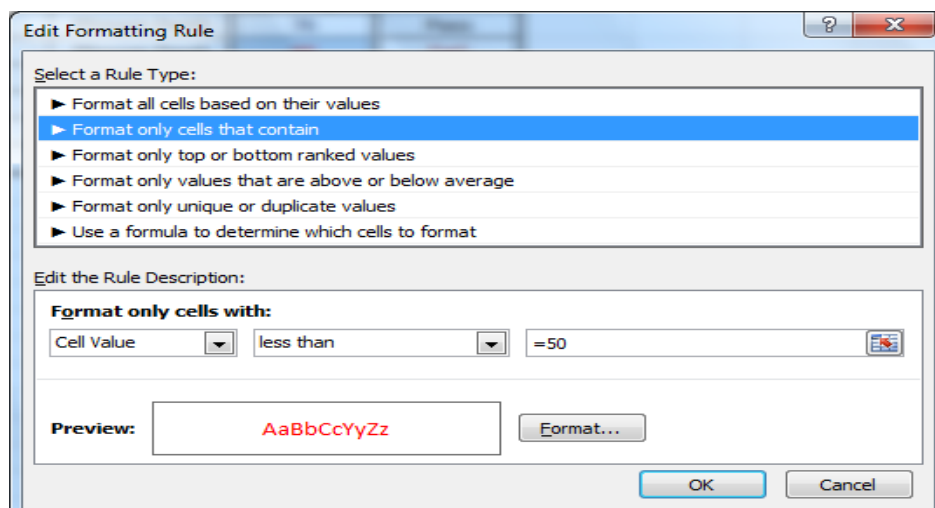 Edit Formatting Rule
Select a Rule Type:
► Format all cells based on their values
► Format only cells that contain
► Format only top or bottom ranked values
► Format only values that are above or below average
► Format only unique or duplicate values
► Use a formula to determine which cells to format
Edit the Rule Description:
Format only cells with:
Cell Value less than =50
Preview: AaBbCcYyZz Format...
OK Cancel